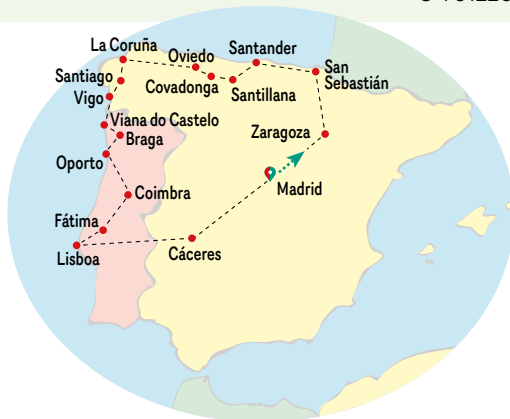 La Coruña
Oviedo
Santander
San
Sebastián
Santiago
Covadonga
Santillana
Vigo
Viana do Castelo
Braga
Zaragoza
Oporto
Madrid
Coimbra
Fátima
Lisboa
Cáceres